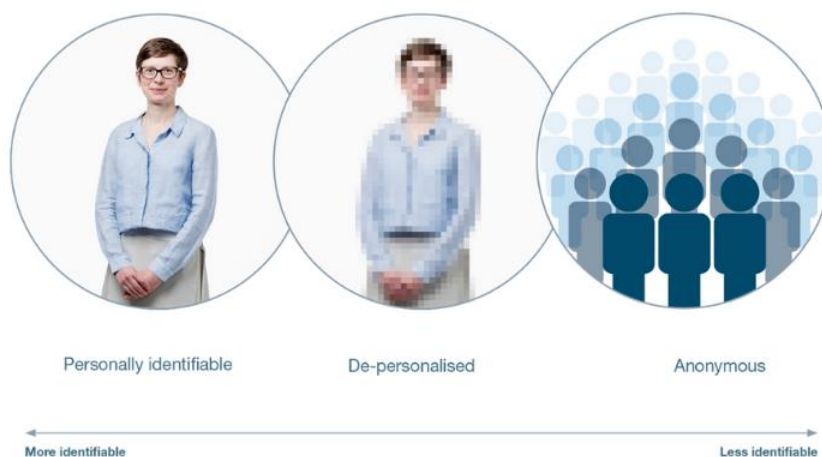 Personally identifiable
De-personalised
Anonymous
More identifiable
Less identifiable